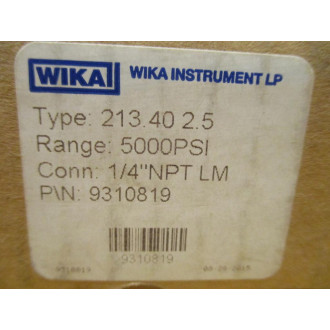 WIKA WIKA INSTRUMENT LP
Type: 213.40 2.5
Range: 5000PSI
Conn: 1/4"NPT LM
P\N: 9310819
9310819